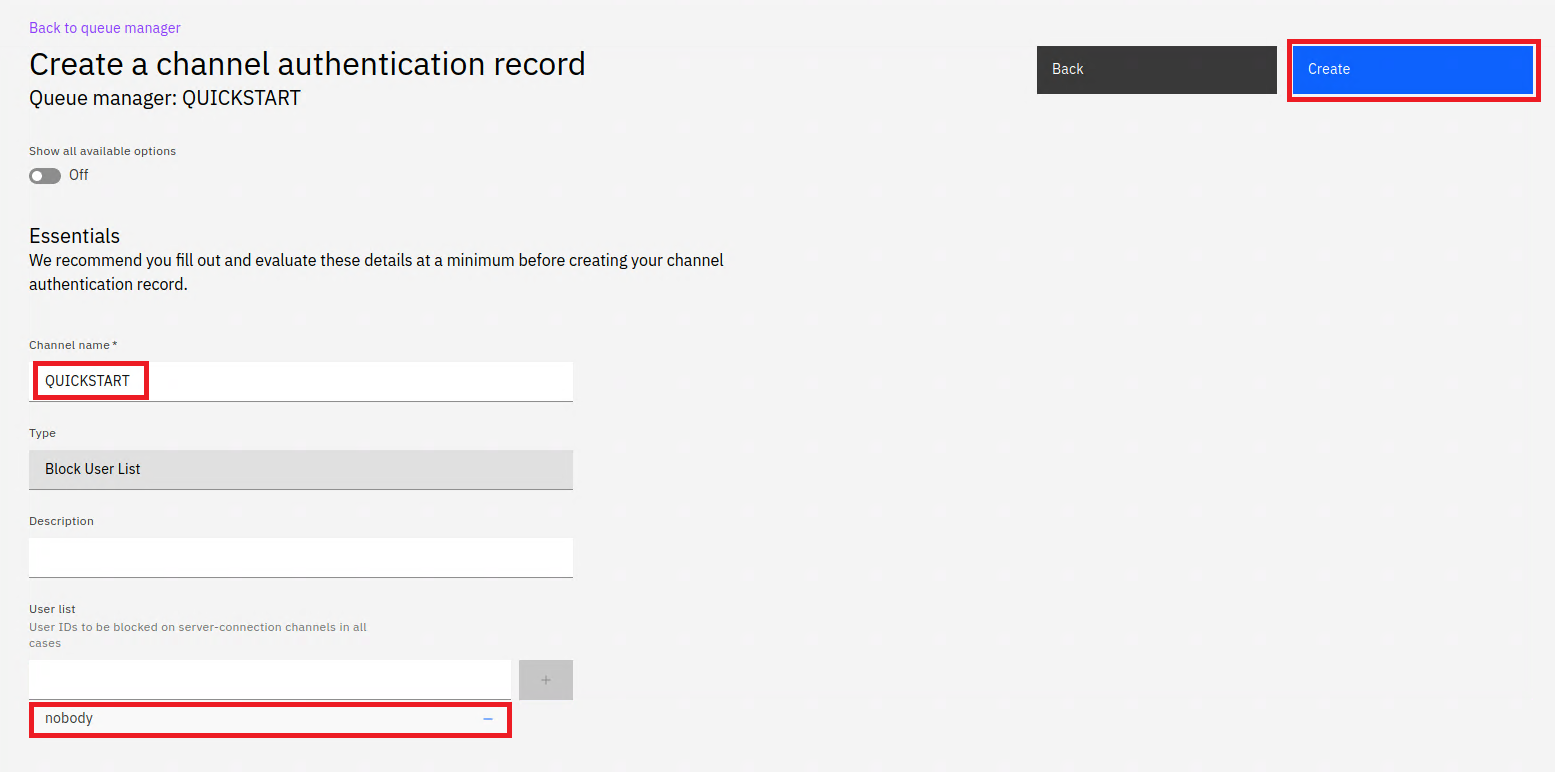 Back to queue manager
Create a channel authentication record
Queue manager: QUICKSTART
Back
Create
Show all available options
Off
Essentials
We recommend you fill out and evaluate these details at a minimum before creating your channel
authentication record.
Channel name *
QUICKSTART
Type
Block User List
Description
User list
User IDs to be blocked on server-connection channels in all
cases
+
nobody
−